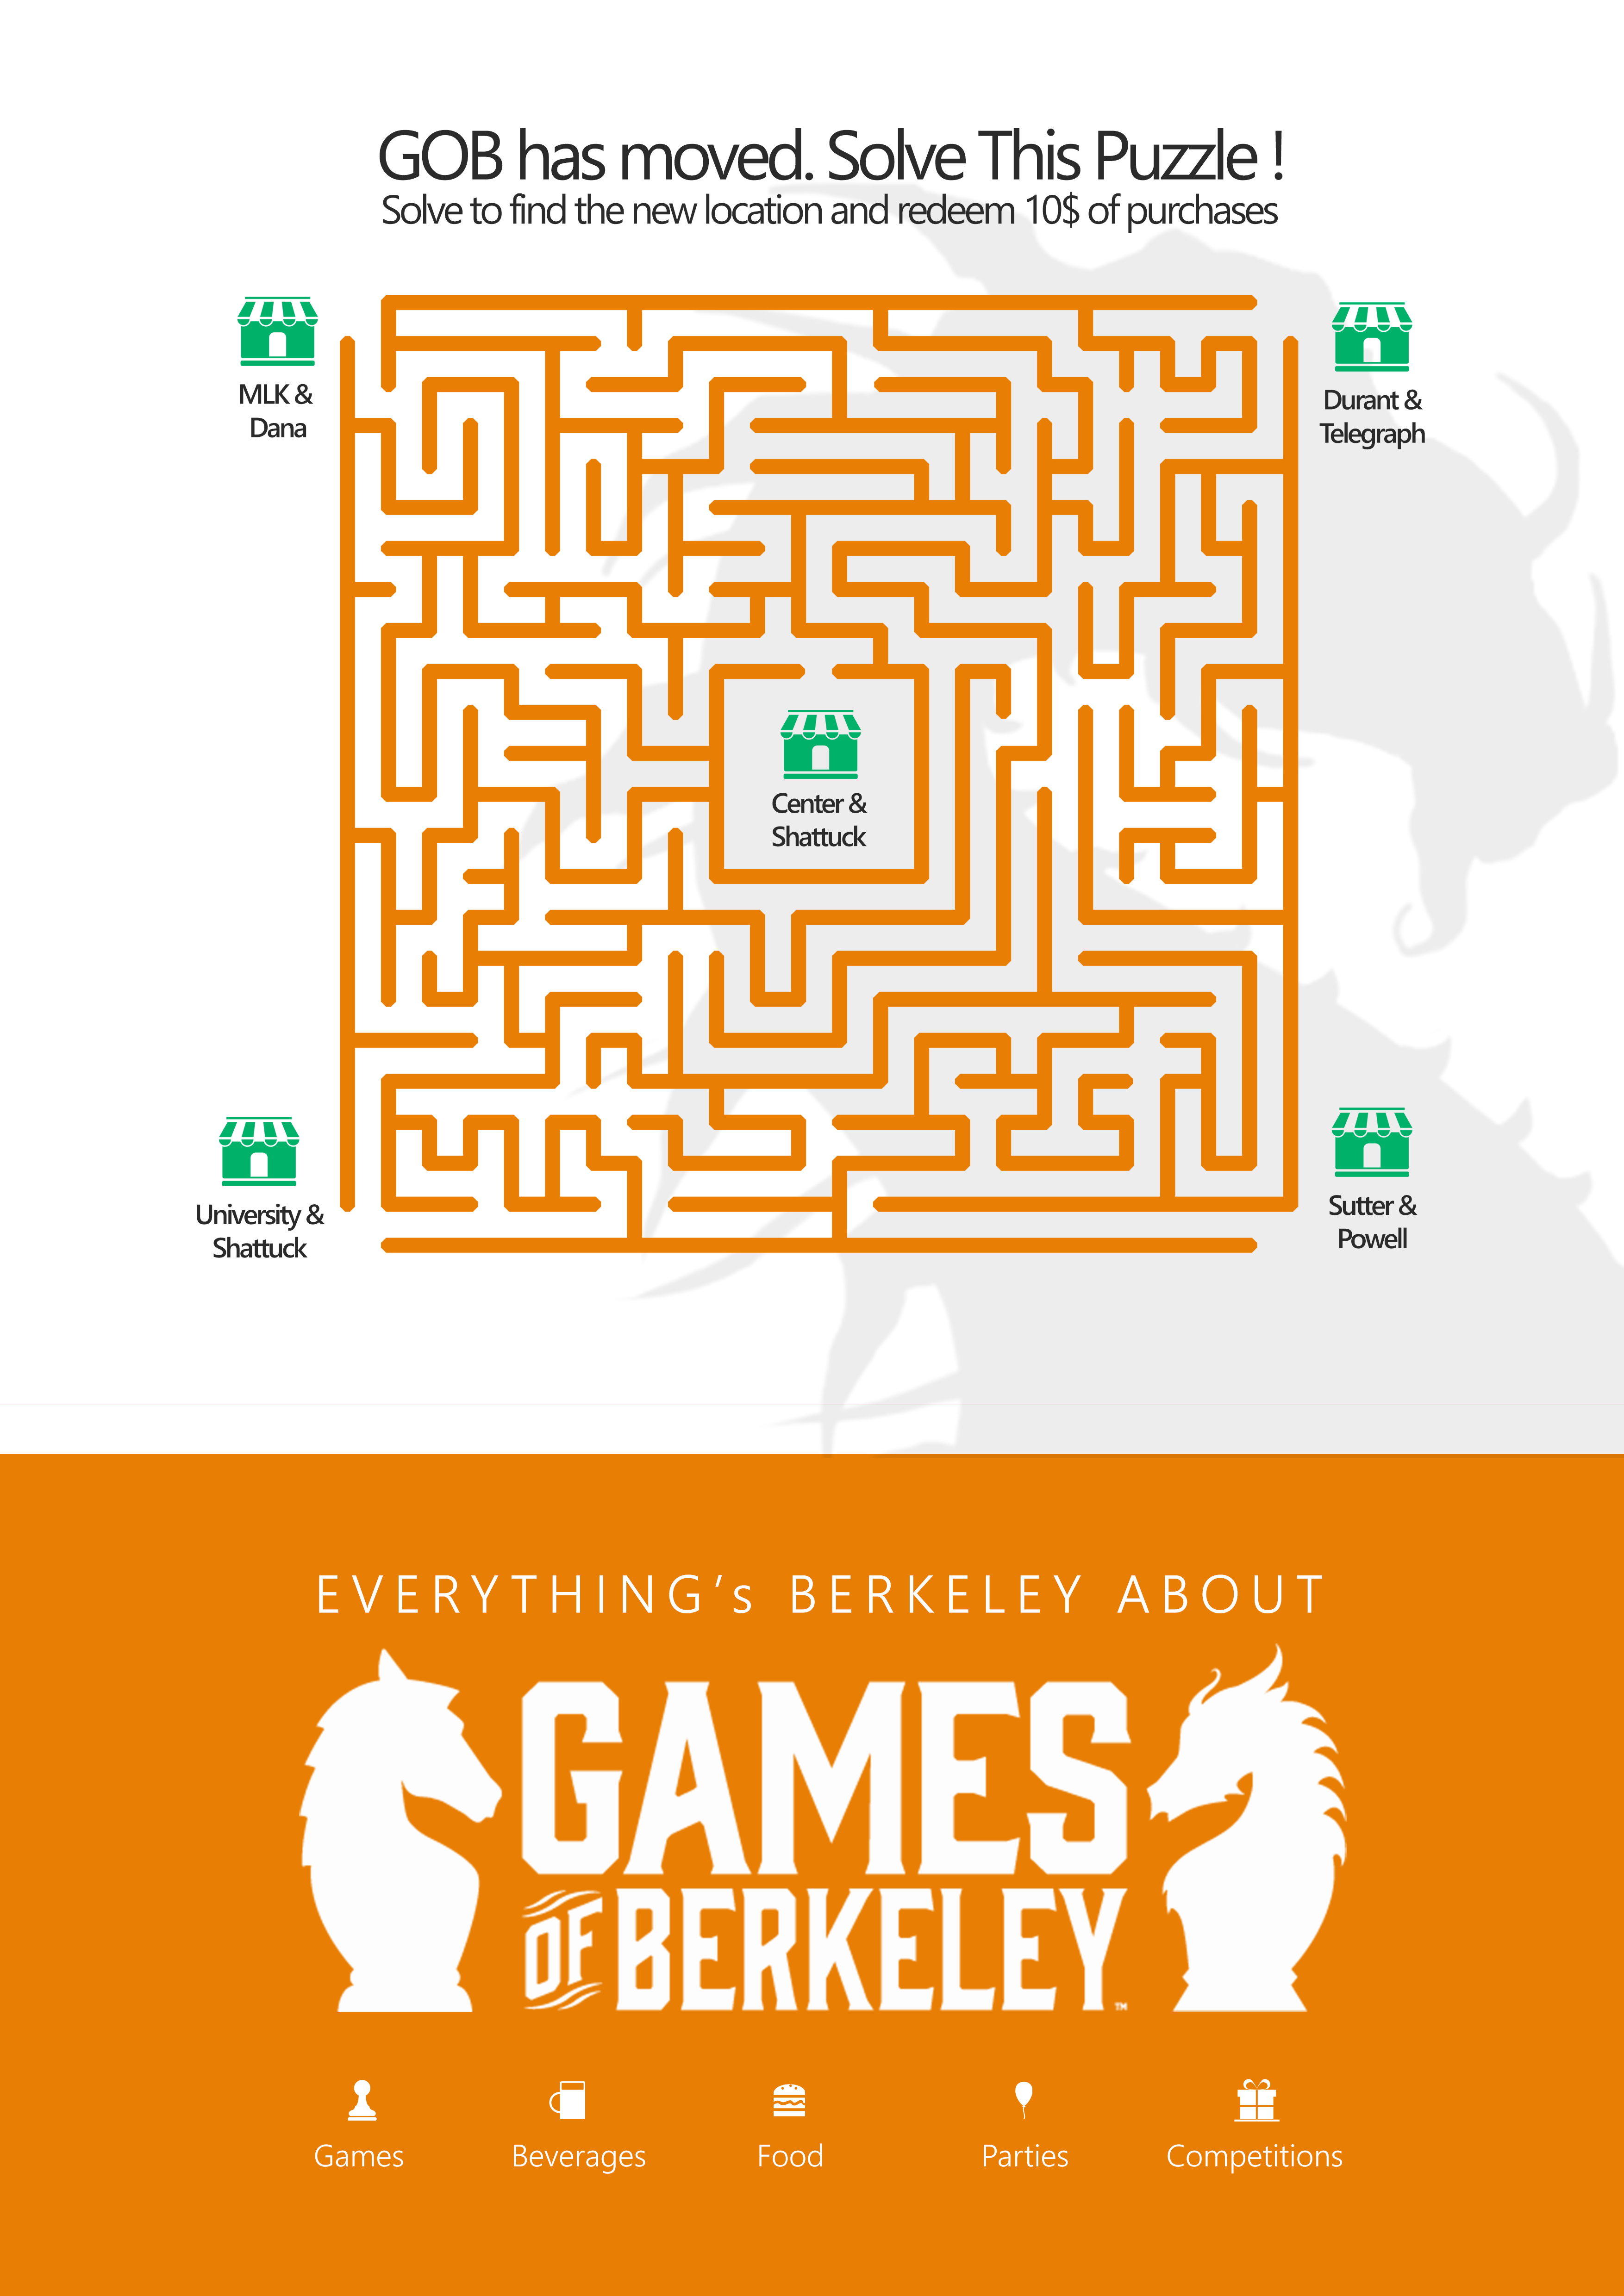 GOB has moved. Solve This Puzzle !
Solve to find the new location and redeem 10$ of purchases
MLK &
Dana
Durant &
Telegraph
Center &
Shattuck
University &
Shattuck
Sutter &
Powell
EVERYTHING’s BERKELEY ABOUT
GAMES
OF BERKELEY™
Games
Beverages
Food
Parties
Competitions